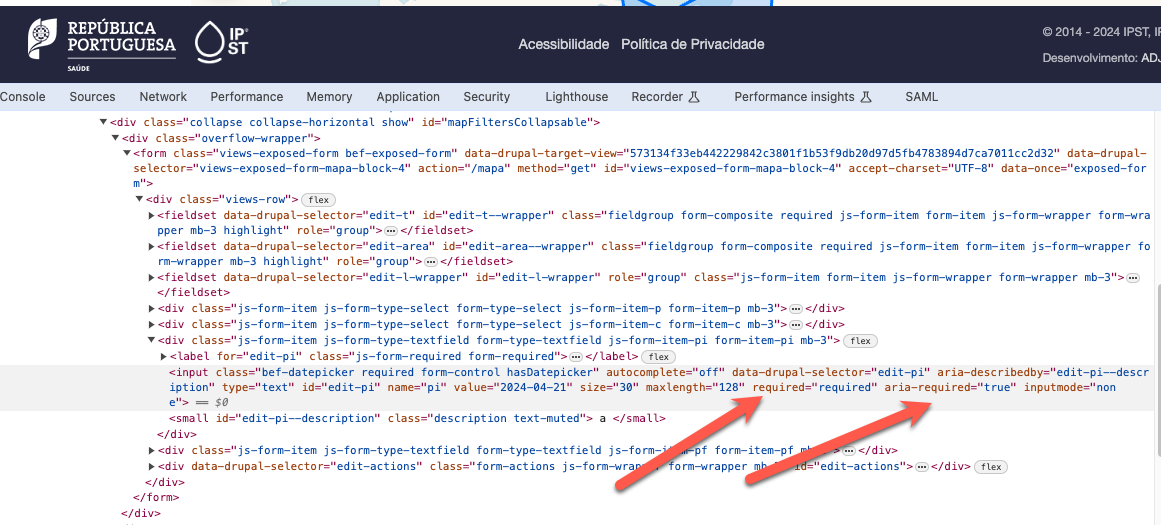 REPÚBLICA
PORTUGUESA
SAÚDE
IP
ST
Acessibilidade Política de Privacidade
© 2014 - 2024 IPST, IP
Desenvolvimento: ADJ
Console Sources Network Performance Memory Application Security Lighthouse Recorder Performance insights SAML
<div class="collapse collapse-horizontal show" id="mapFiltersCollapsable">
<div class="overflow-wrapper">
<form class="views-exposed-form bef-exposed-form" data-drupal-target-view="573134f33eb442229842c3801f1b53f9db20d97d5fb4783894d7ca7011cc2d32" data-drupal-
selector="views-exposed-form-mapa-block-4" action="/mapa" method="get" id="views-exposed-form-mapa-block-4" accept-charset="UTF-8" data-once="exposed-for
m">
<div class="views-row"> flex
<fieldset data-drupal-selector="edit-t" id="edit-t--wrapper" class="fieldgroup form-composite required js-form-item form-item js-form-wrapper form-wra
pper mb-3 highlight" role="group">…</fieldset>
<fieldset data-drupal-selector="edit-area" id="edit-area--wrapper" class="fieldgroup form-composite required js-form-item form-item js-form-wrapper fo
rm-wrapper mb-3 highlight" role="group">…</fieldset>
<fieldset data-drupal-selector="edit-l-wrapper" id="edit-l-wrapper" role="group" class="js-form-item form-item js-form-wrapper form-wrapper mb-3">…
</fieldset>
<div class="js-form-item js-form-type-select form-type-select js-form-item-p form-item-p mb-3">…</div>
<div class="js-form-item js-form-type-select form-type-select js-form-item-c form-item-c mb-3">…</div>
<div class="js-form-item js-form-type-textfield form-type-textfield js-form-item-pi form-item-pi mb-3"> flex
<label for="edit-pi" class="js-form-required form-required">…</label> flex
<input class="bef-datepicker required form-control hasDatepicker" autocomplete="off" data-drupal-selector="edit-pi" aria-describedby="edit-pi--descr
iption" type="text" id="edit-pi" name="pi" value="2024-04-21" size="30" maxlength="128" required="required" aria-required="true" inputmode="non
e"> == $0
<small id="edit-pi--description" class="description text-muted"> a </small>
</div>
<div class="js-form-item js-form-type-textfield form-type-textfield js-form-item-pf form-item-pf mb-3">…</div>
<div data-drupal-selector="edit-actions" class="form-actions js-form-wrapper form-wrapper mb-3" id="edit-actions">…</div> flex
</div>
</form>
</div>